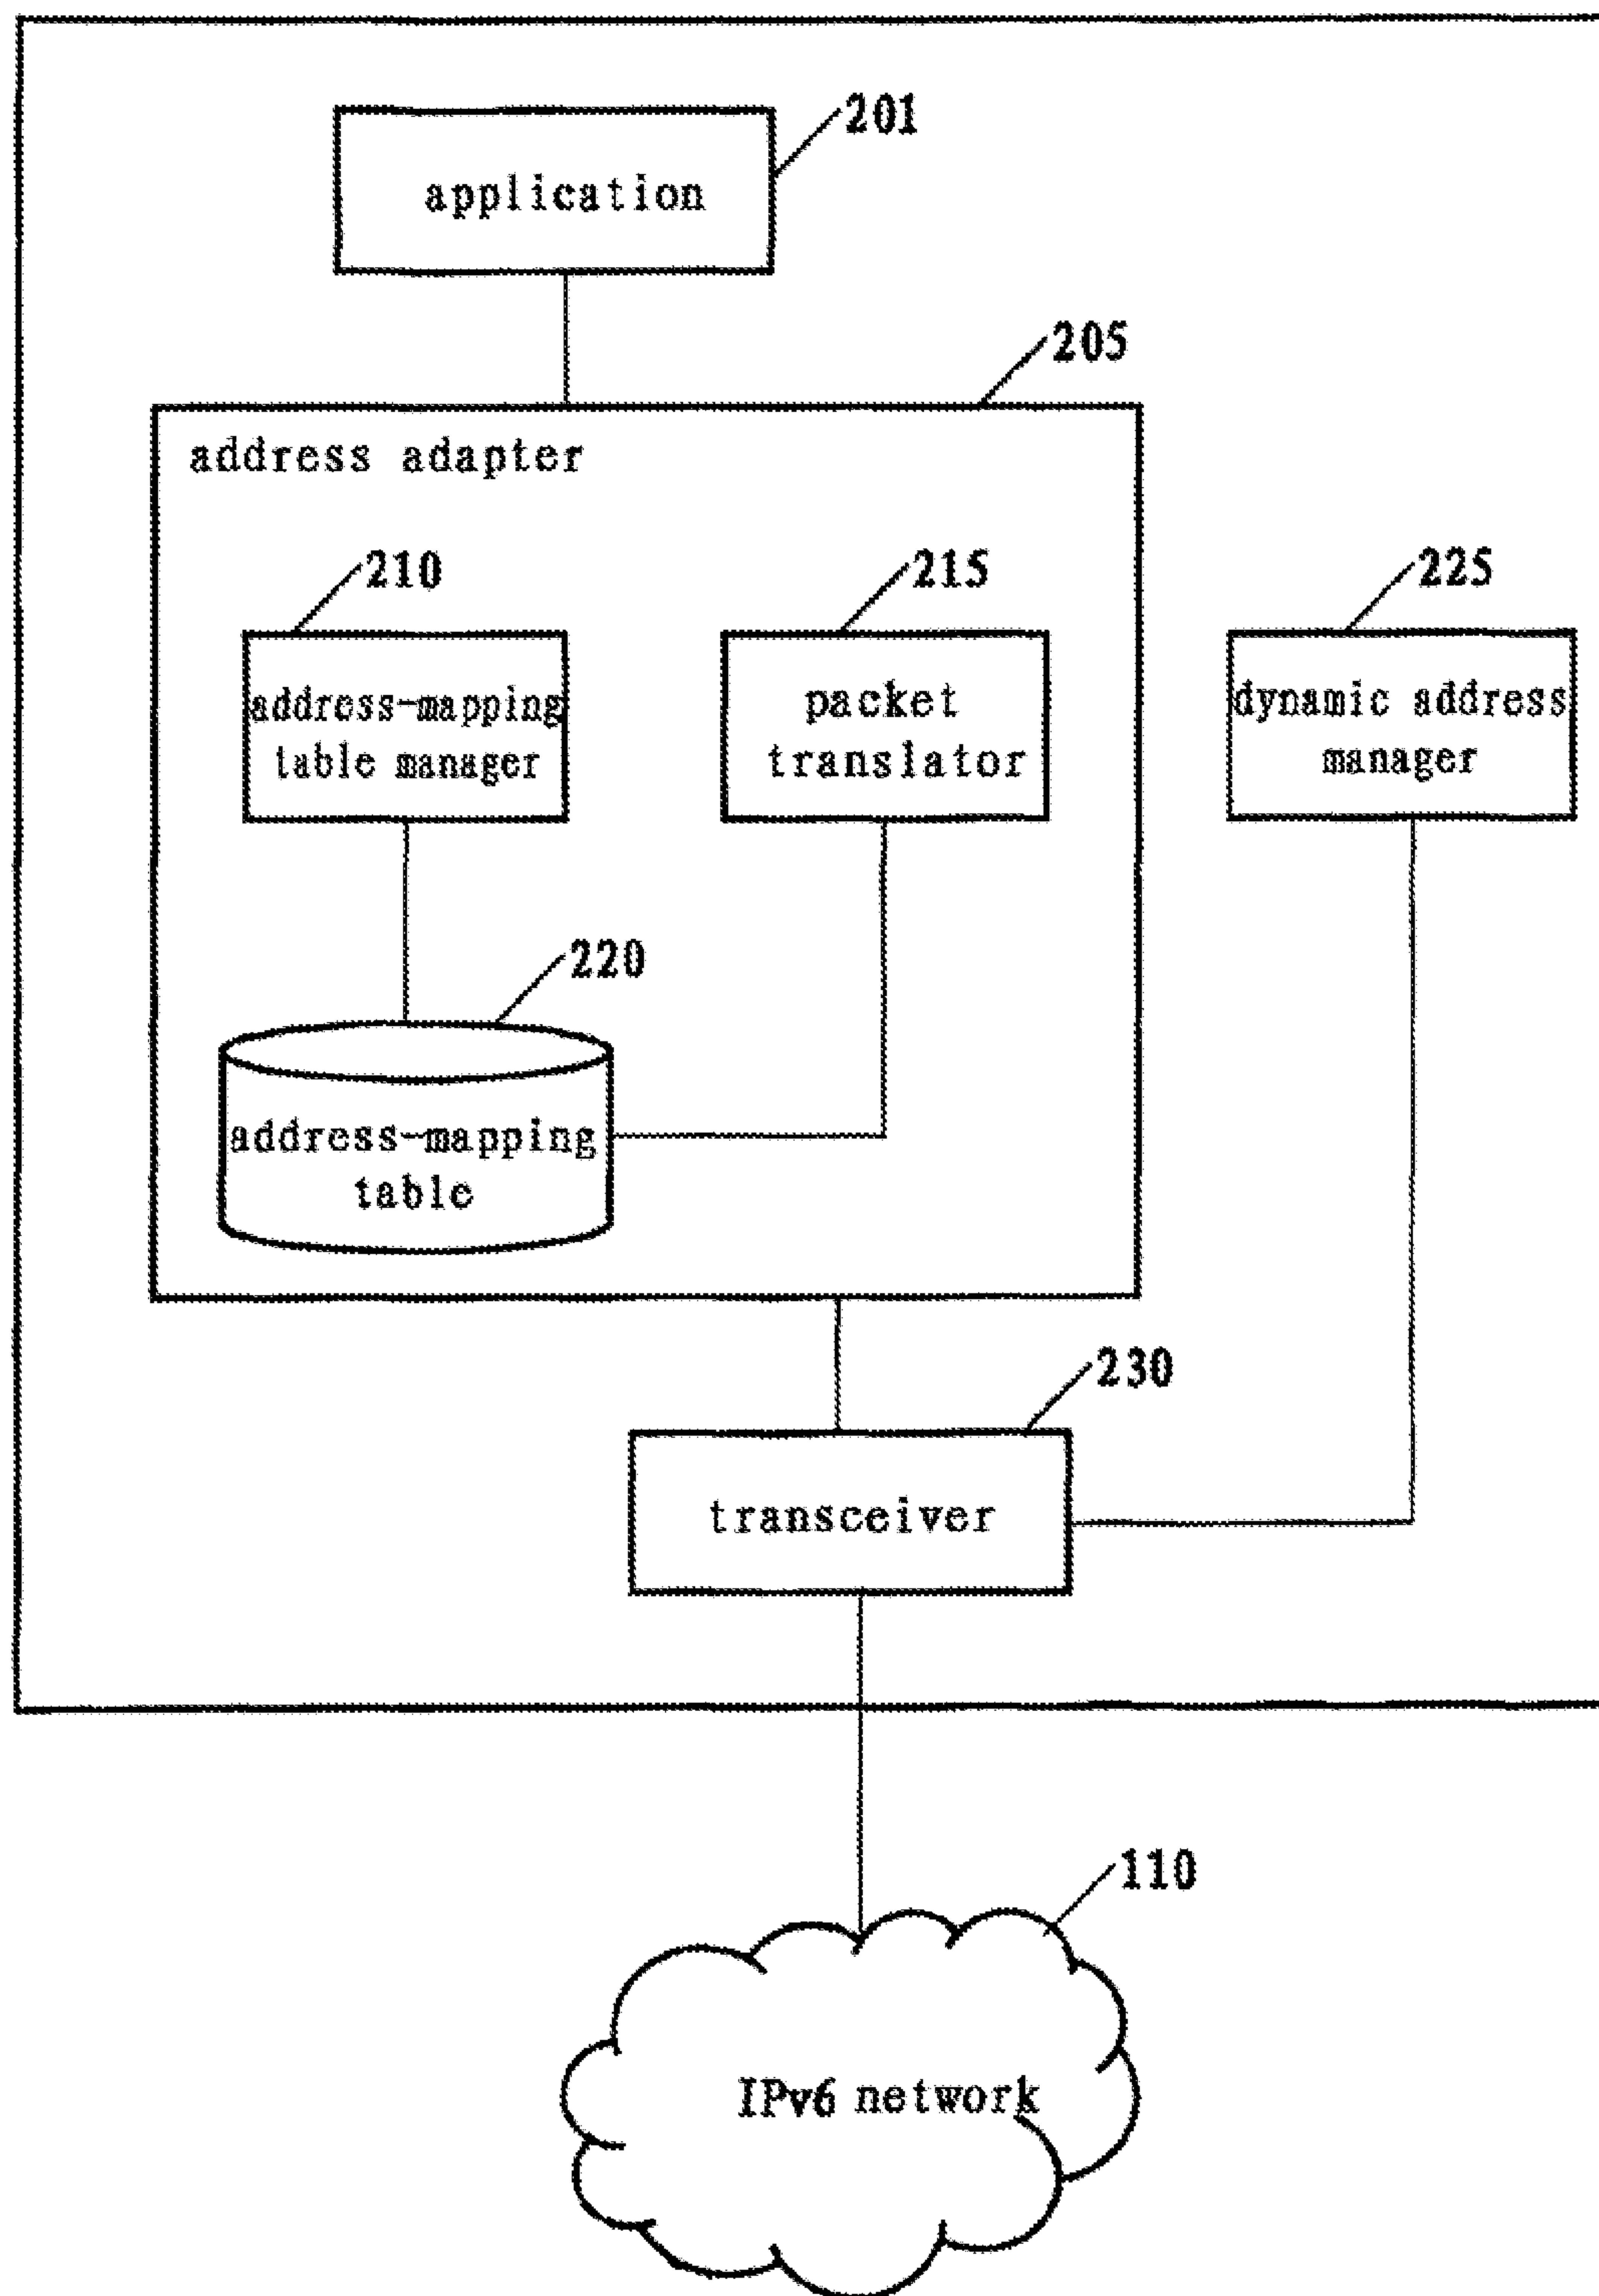 201
application
205
address adapter
210
215
225
address-mapping
table manager
packet
translator
dynamic address
manager
220
address-mapping
table
230
transceiver
110
IPv6 network